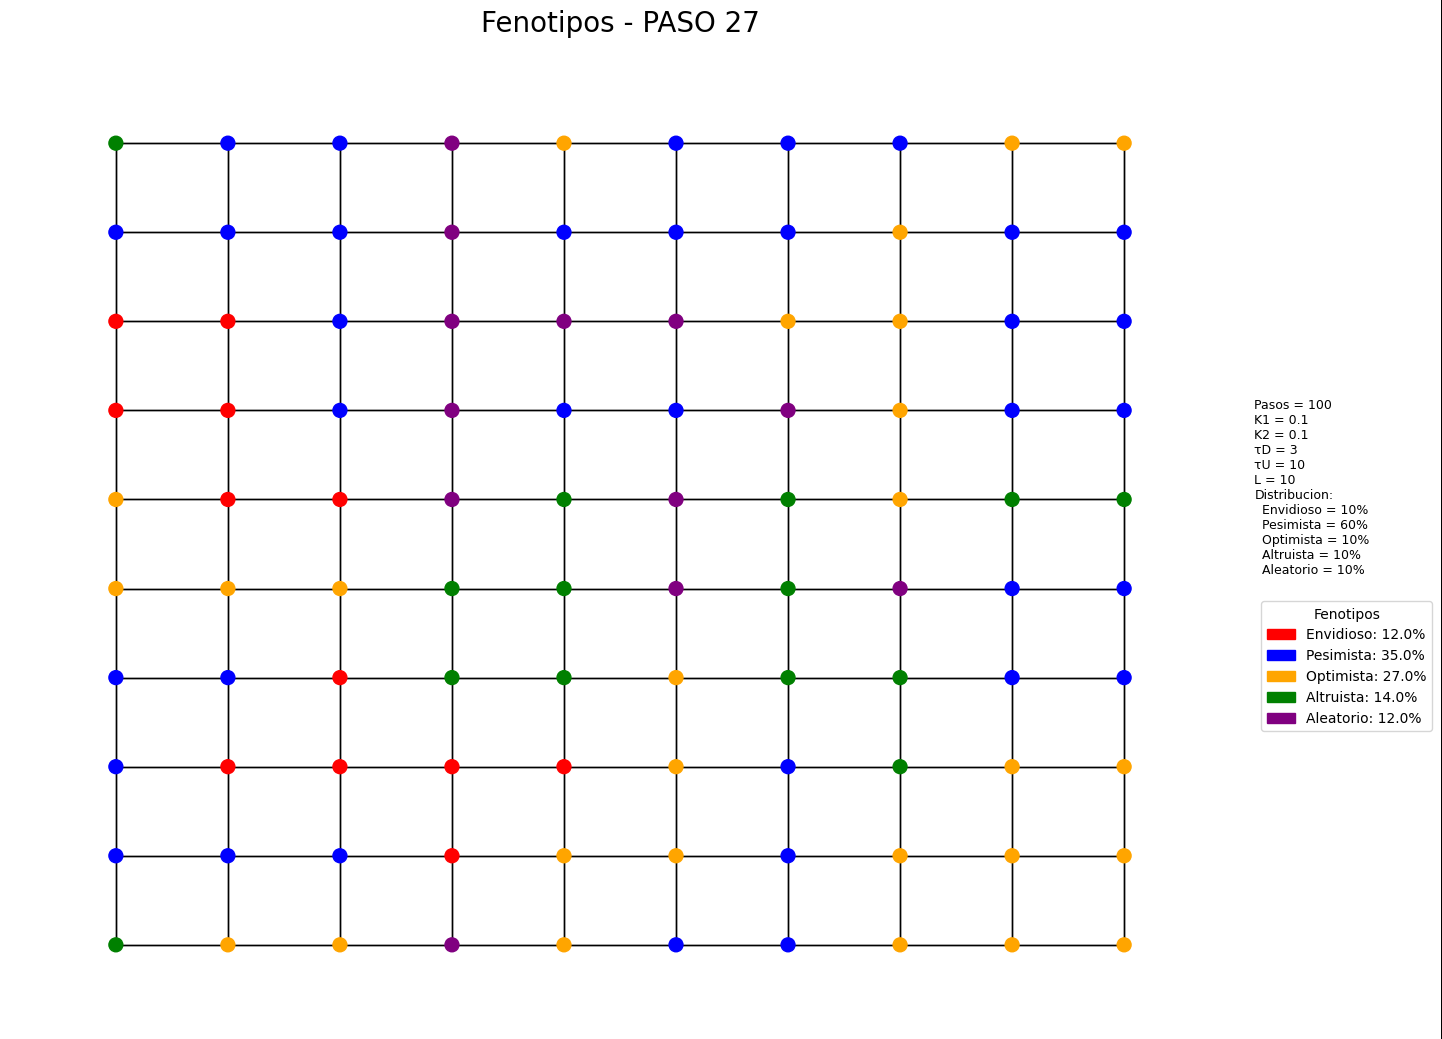 Fenotipos - PASO 27
Pasos = 100
K1 = 0.1
K2 = 0.1
τD = 3
τU = 10
L = 10
Distribucion:
Envidioso = 10%
Pesimista = 60%
Optimista = 10%
Altruista = 10%
Aleatorio = 10%
Fenotipos
Envidioso: 12.0%
Pesimista: 35.0%
Optimista: 27.0%
Altruista: 14.0%
Aleatorio: 12.0%